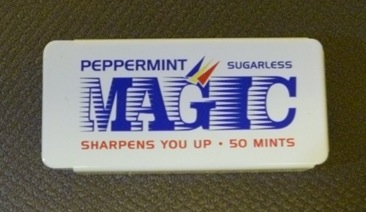 PEPPERMINT SUGARLESS
MAGIC
SHARPENS YOU UP • 50 MINTS